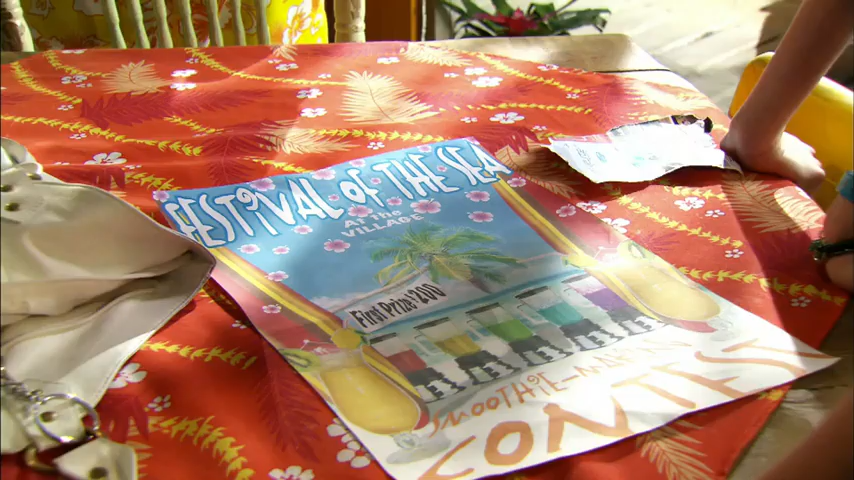 FESTiVAL OF THE SEA
At the
VILLAGE
First Prize: 200
SMOOTHIE-MAKING
CONTEST